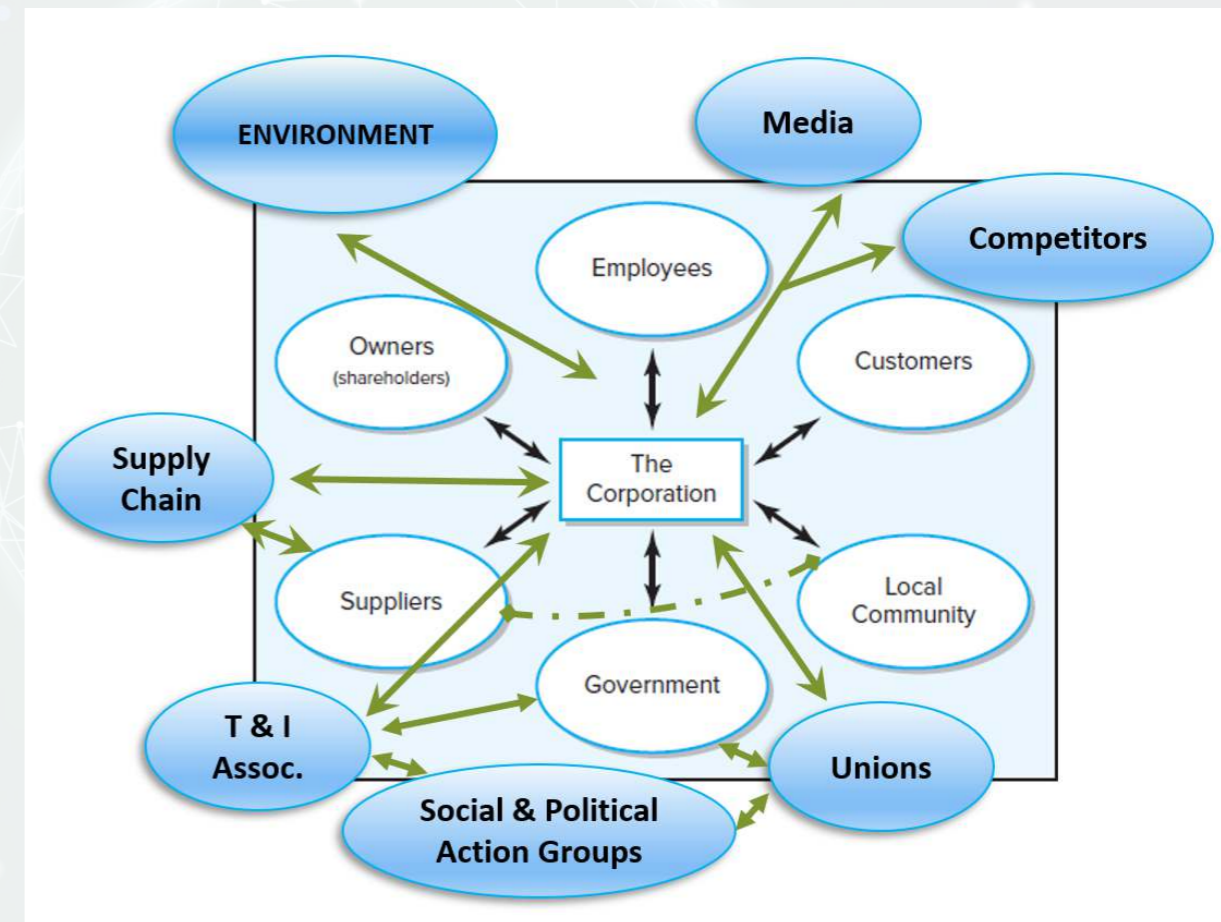 ENVIRONMENT
Media
Competitors
Employees
Owners
(shareholders)
Customers
Supply
Chain
The
Corporation
Suppliers
Local
Community
Government
T & I
Assoc.
Unions
Social & Political
Action Groups